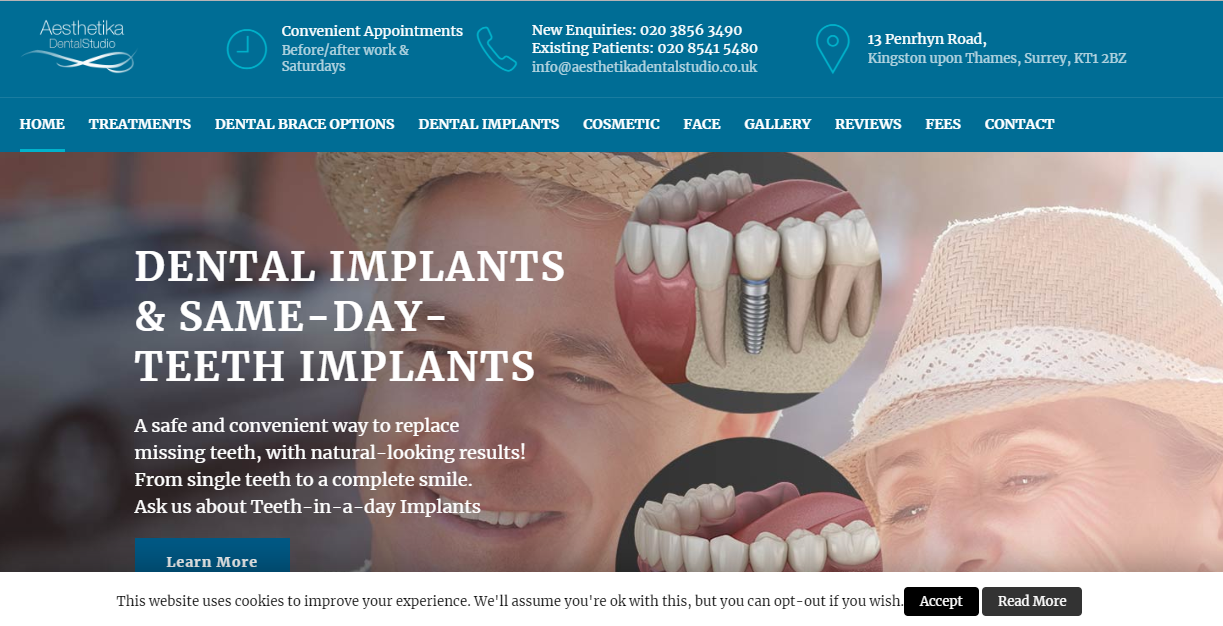 Aesthetika
DentalStudio
Convenient Appointments
Before/after work &
Saturdays
New Enquiries: 020 3856 3490
Existing Patients: 020 8541 5480
info@aesthetikadentalstudio.co.uk
13 Penrhyn Road,
Kingston upon Thames, Surrey, KT1 2BZ
HOME TREATMENTS DENTAL BRACE OPTIONS DENTAL IMPLANTS COSMETIC FACE GALLERY REVIEWS FEES CONTACT
DENTAL IMPLANTS
& SAME-DAY-
TEETH IMPLANTS
A safe and convenient way to replace
missing teeth, with natural-looking results!
From single teeth to a complete smile.
Ask us about Teeth-in-a-day Implants
Learn More
This website uses cookies to improve your experience. We'll assume you're ok with this, but you can opt-out if you wish. Accept Read More